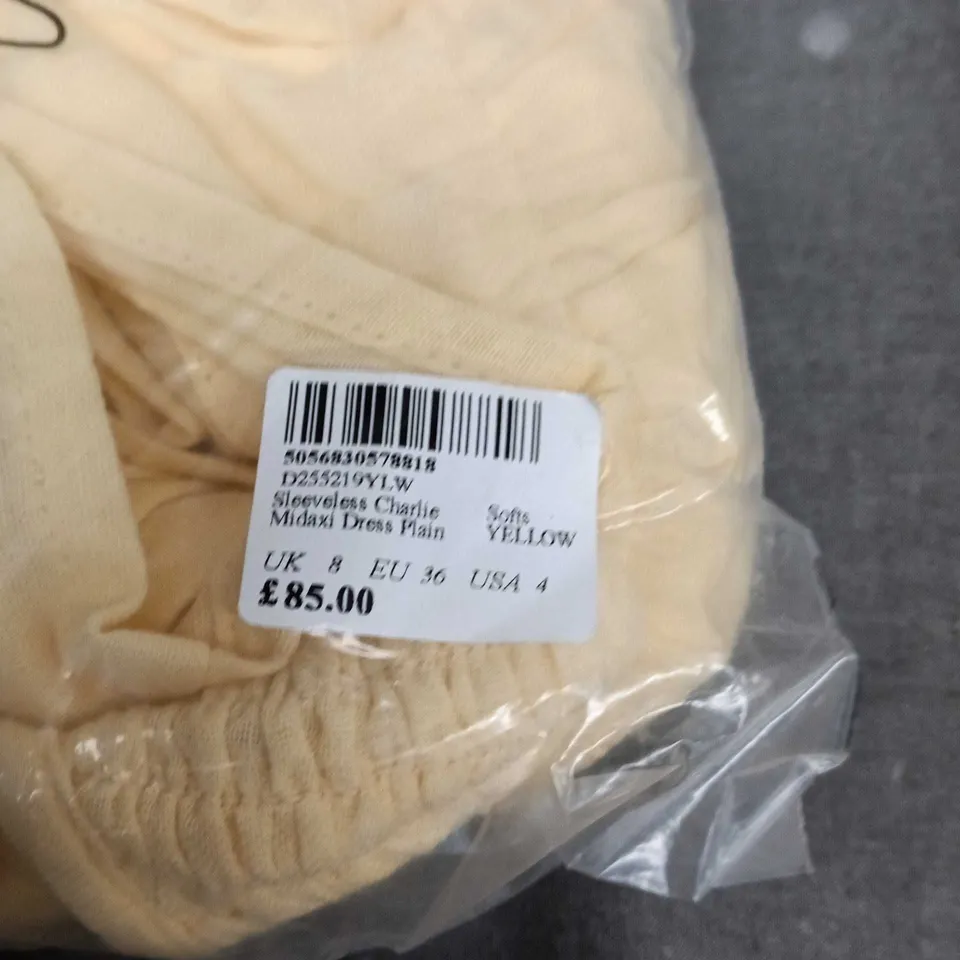 5056830578818
D255219YLW
Sleeveless Charlie Softs
Midaxi Dress Plain YELLOW
UK 8 EU 36 USA 4
£85.00